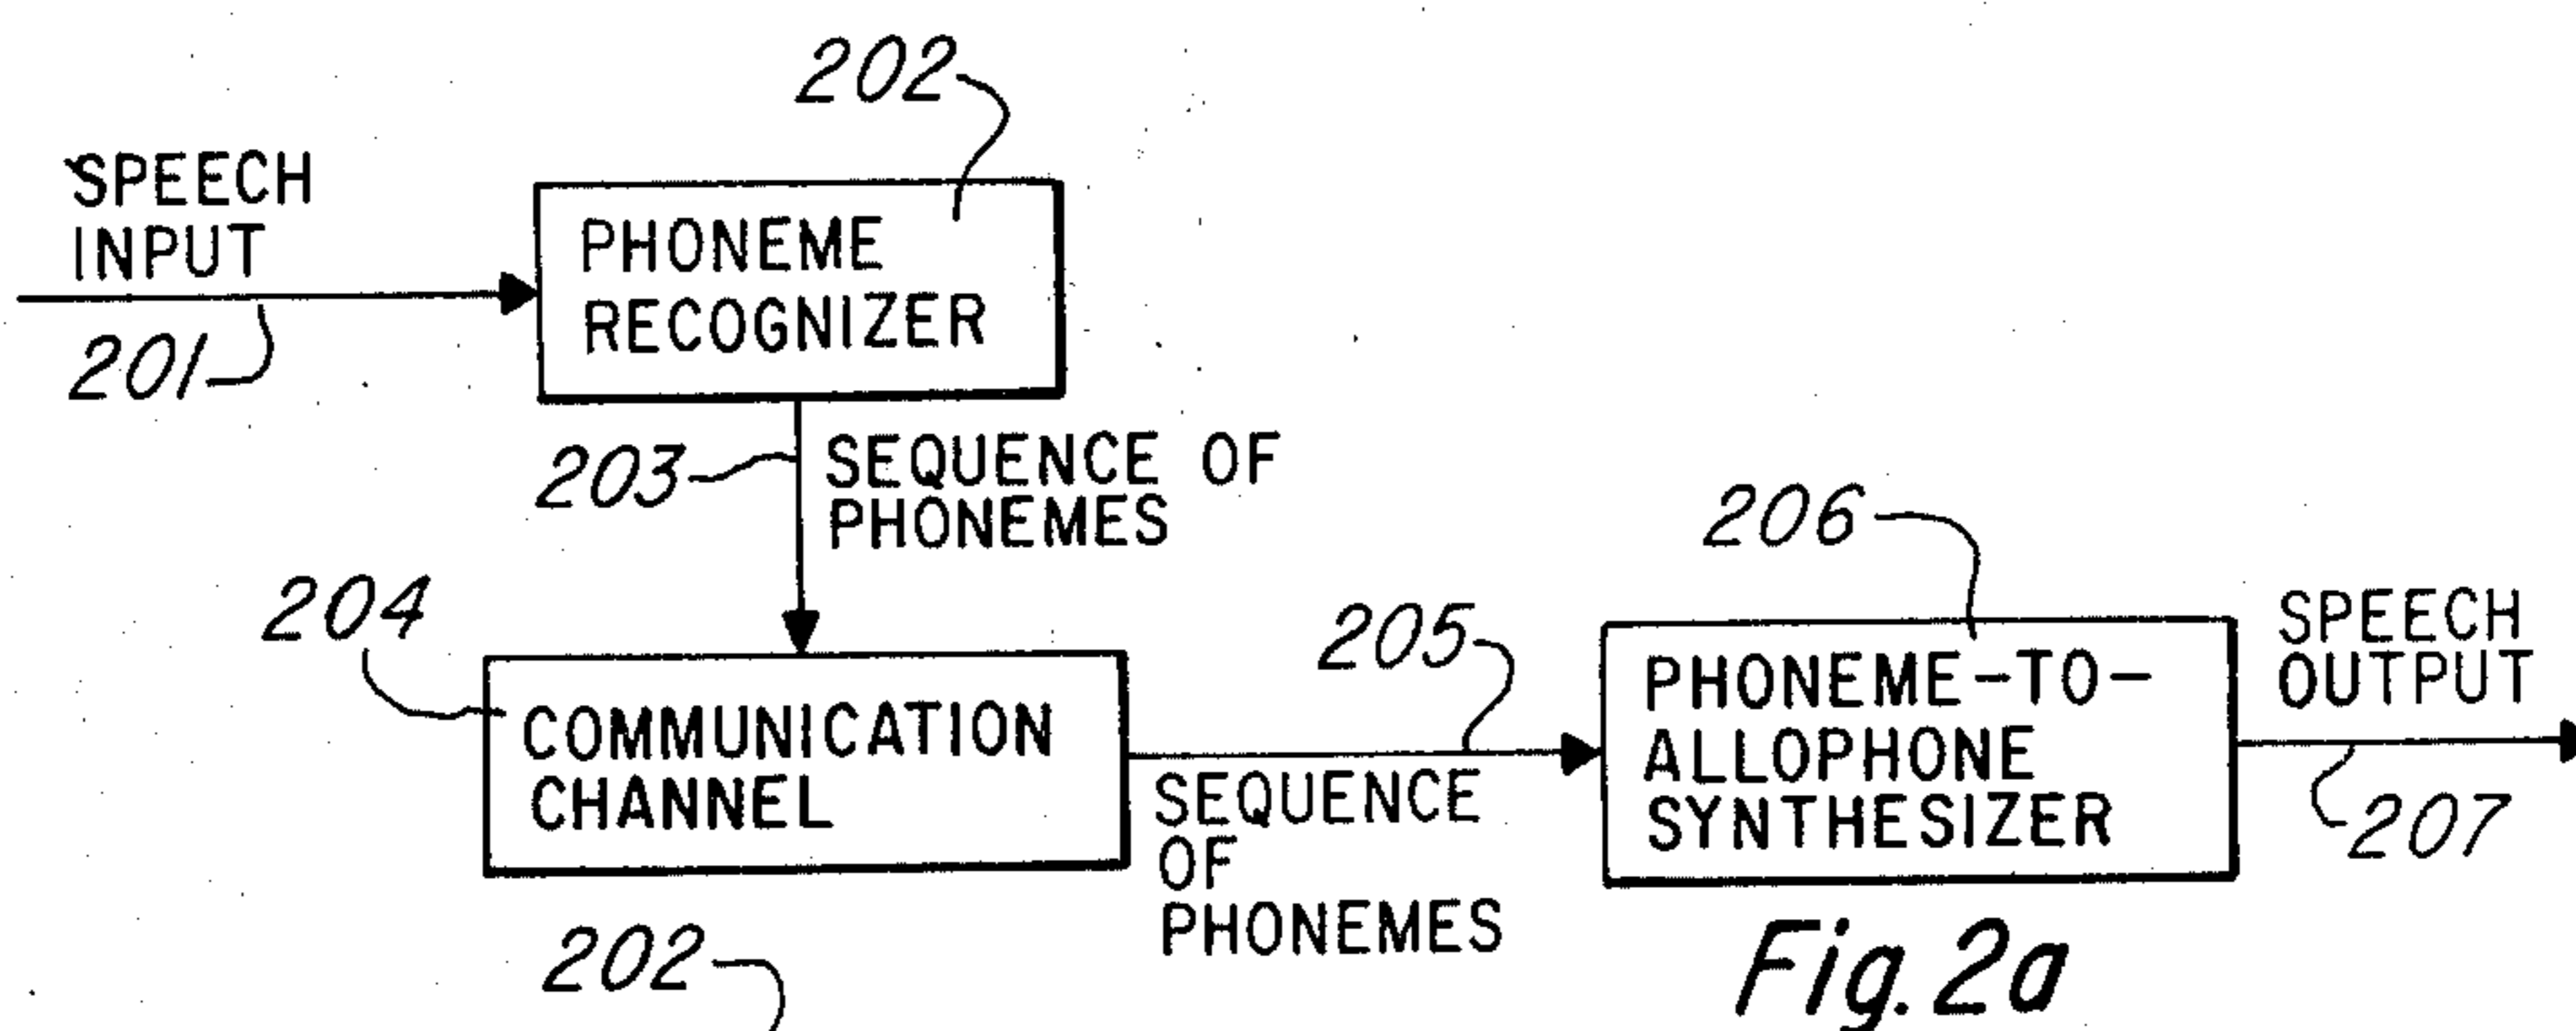 202
SPEECH
INPUT
PHONEME
RECOGNIZER
201
203
SEQUENCE OF
PHONEMES
204
COMMUNICATION
CHANNEL
205
SEQUENCE
OF
PHONEMES
206
PHONEME-TO-
ALLOPHONE
SYNTHESIZER
SPEECH
OUTPUT
207
202
Fig. 2a